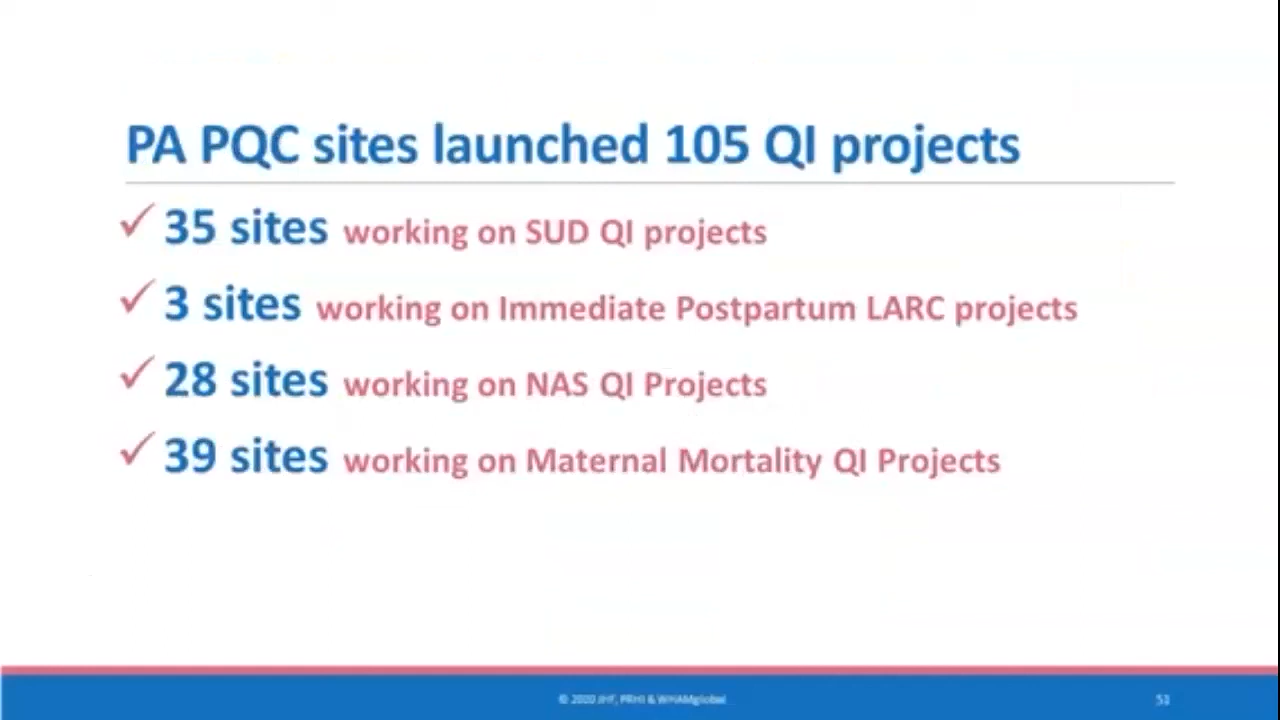 PA PQC sites launched 105 QI projects
✓ 35 sites working on SUD QI projects
✓ 3 sites working on Immediate Postpartum LARC projects
✓ 28 sites working on NAS QI Projects
✓ 39 sites working on Maternal Mortality QI Projects
© 2020 JHF, PRHI & WHAMglobal